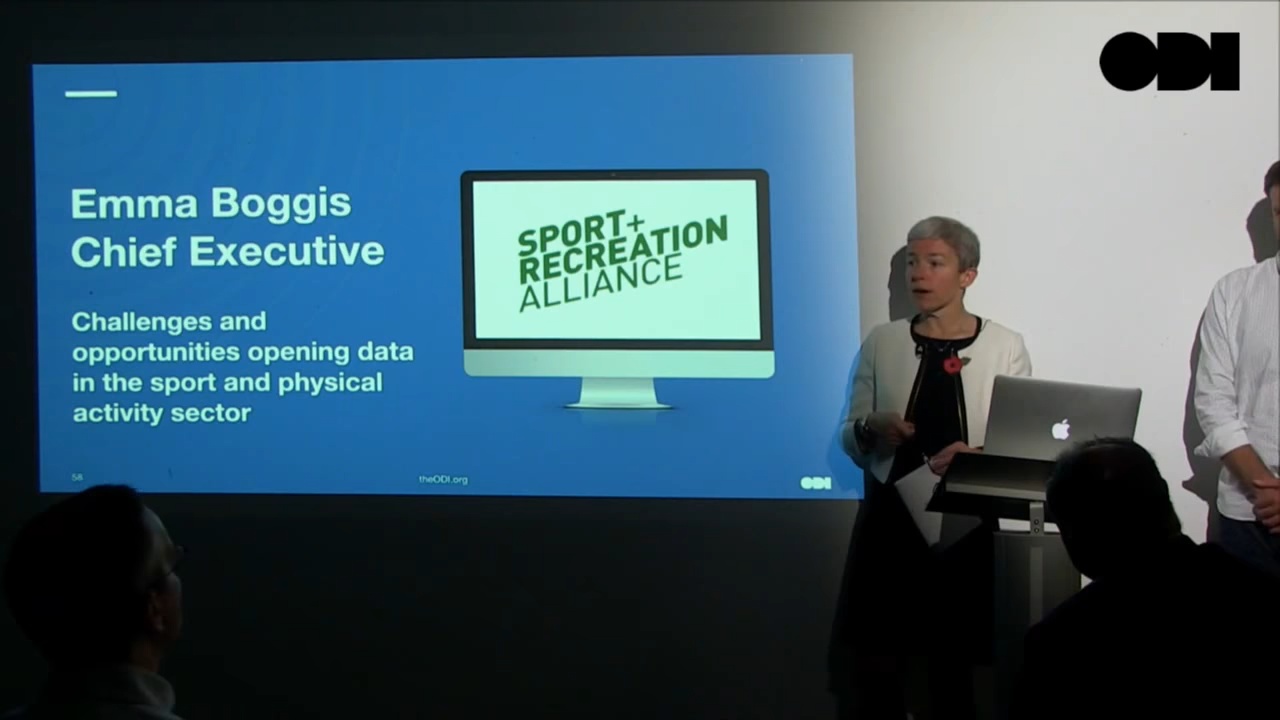 ODI
Emma Boggis
Chief Executive
Challenges and
opportunities opening data
in the sport and physical
activity sector
SPORT+
RECREATION
ALLIANCE
58
theODI.org
ODI